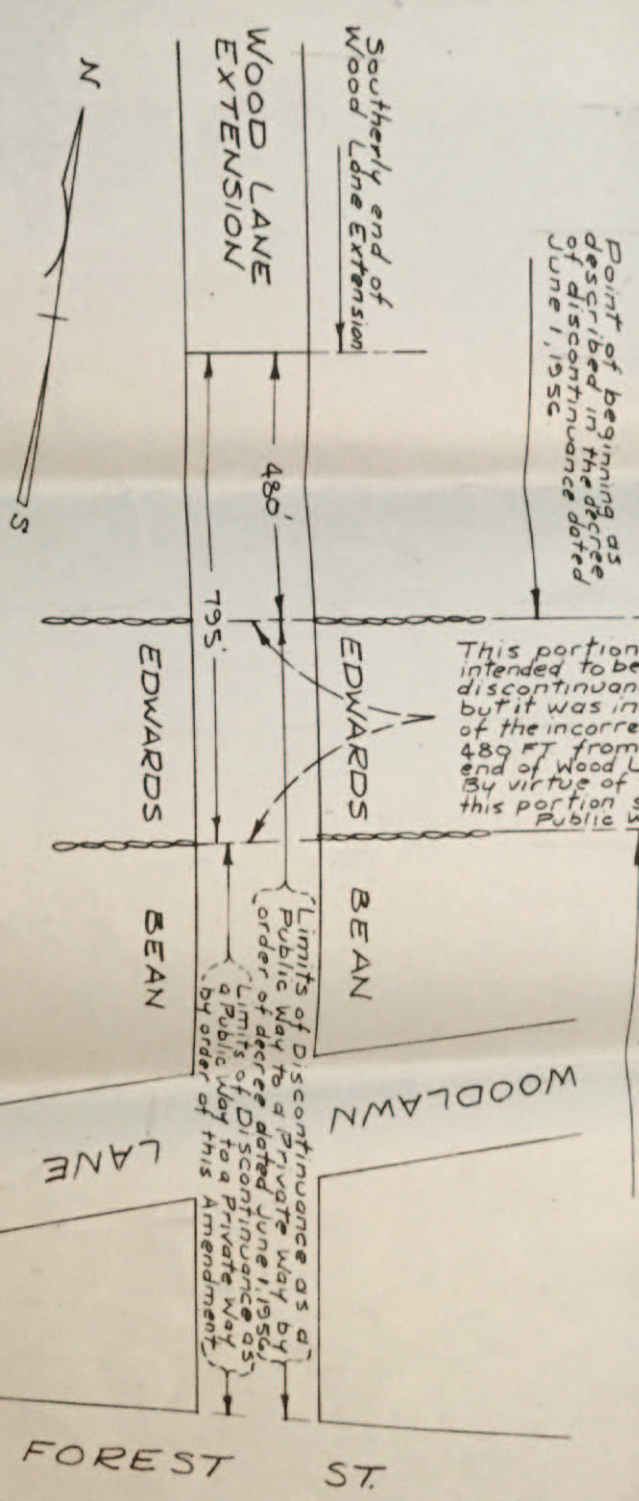 WOOD LANE
EXTENSION
Southerly end of
Wood Lane Extension
N
S
Point of beginning as
described in the decree
of discontinuance dated
June 1, 1956
480'
795'
EDWARDS
EDWARDS
This portion
intended to be
discontinuan
but it was in
of the incorre
480 FT from
end of Wood L
By virtue of
this portion s
Public W
BEAN
BEAN
Limits of Discontinuance as a
Public Way to a Private Way by
order of decree dated June 1, 1956,
Limits of Discontinuance as
a Public Way to a Private Way
by order of this Amendment
WOODLAWN
LANE
FOREST ST.